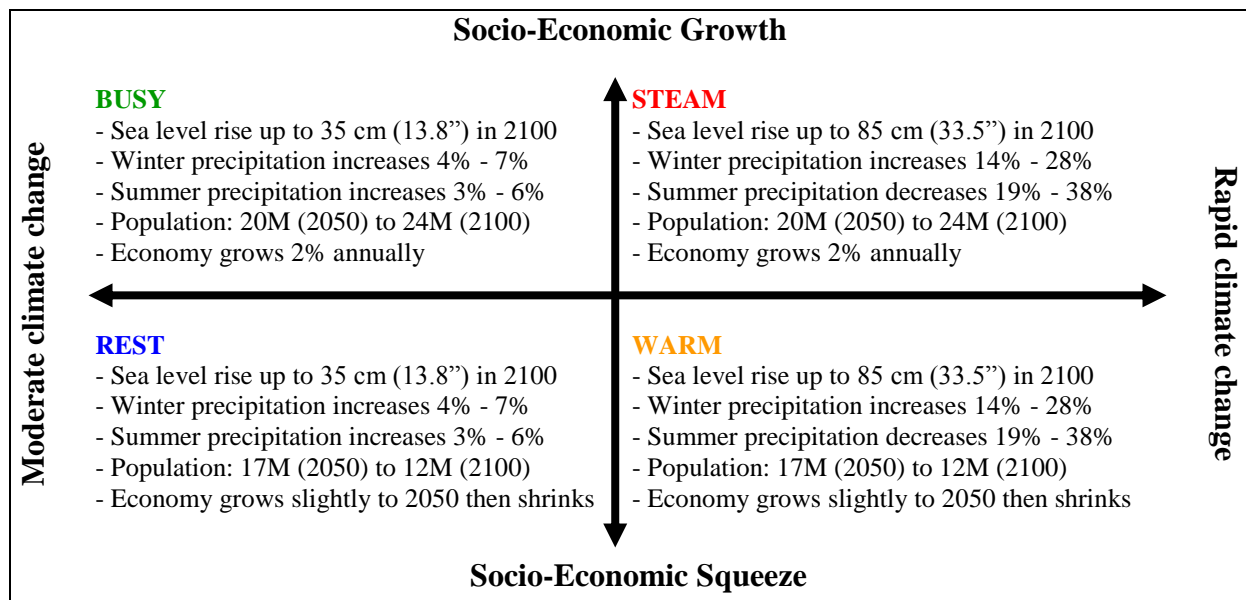 Socio-Economic Growth
Moderate climate change
BUSY
- Sea level rise up to 35 cm (13.8”) in 2100
- Winter precipitation increases 4% - 7%
- Summer precipitation increases 3% - 6%
- Population: 20M (2050) to 24M (2100)
- Economy grows 2% annually
STEAM
- Sea level rise up to 85 cm (33.5”) in 2100
- Winter precipitation increases 14% - 28%
- Summer precipitation decreases 19% - 38%
- Population: 20M (2050) to 24M (2100)
- Economy grows 2% annually
REST
- Sea level rise up to 35 cm (13.8”) in 2100
- Winter precipitation increases 4% - 7%
- Summer precipitation increases 3% - 6%
- Population: 17M (2050) to 12M (2100)
- Economy grows slightly to 2050 then shrinks
WARM
- Sea level rise up to 85 cm (33.5”) in 2100
- Winter precipitation increases 14% - 28%
- Summer precipitation decreases 19% - 38%
- Population: 17M (2050) to 12M (2100)
- Economy grows slightly to 2050 then shrinks
Rapid climate change
Socio-Economic Squeeze